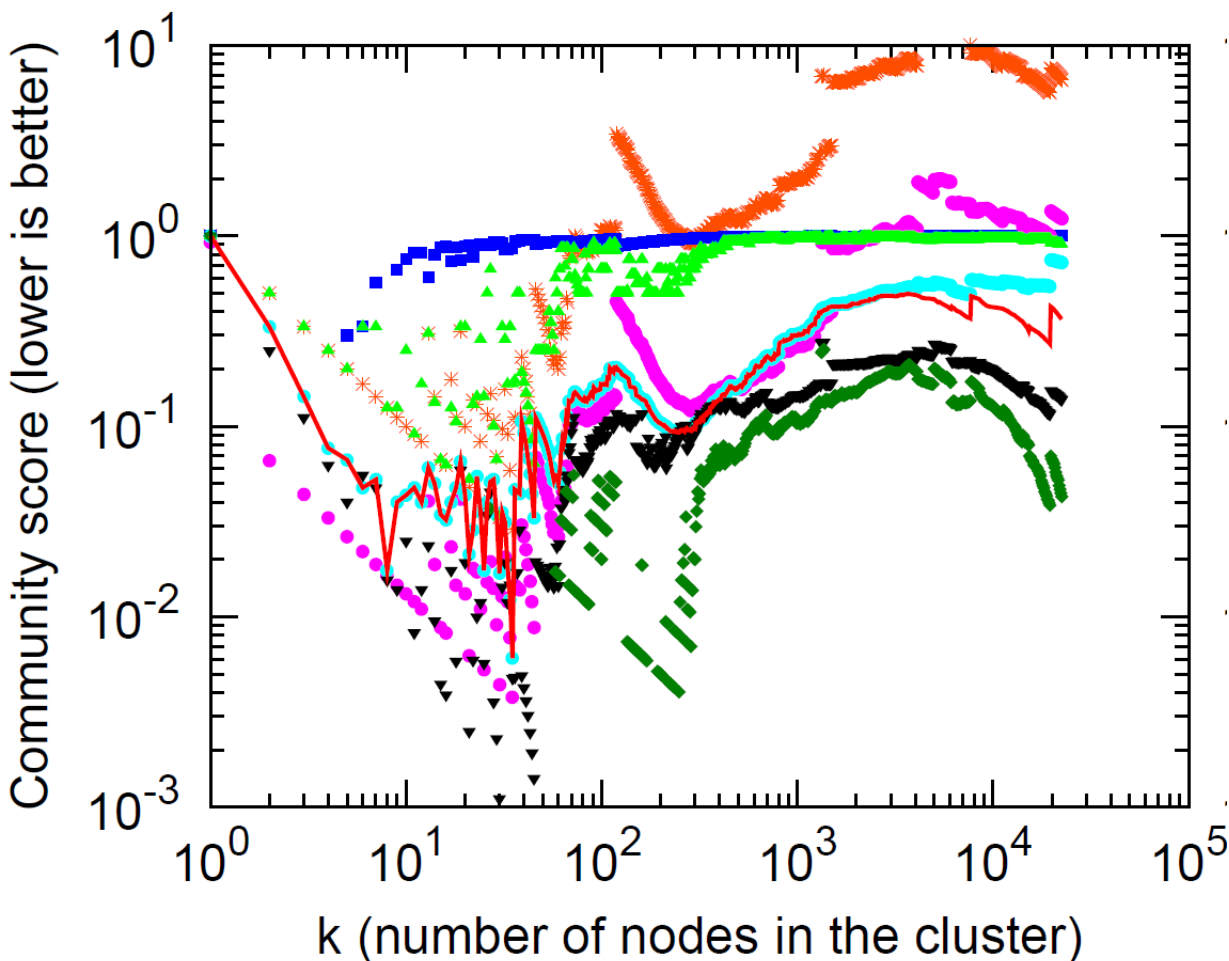 Community score (lower is better)
10^1
10^0
10^-1
10^-2
10^-3
10^0 10^1 10^2 10^3 10^4 10^5
k (number of nodes in the cluster)